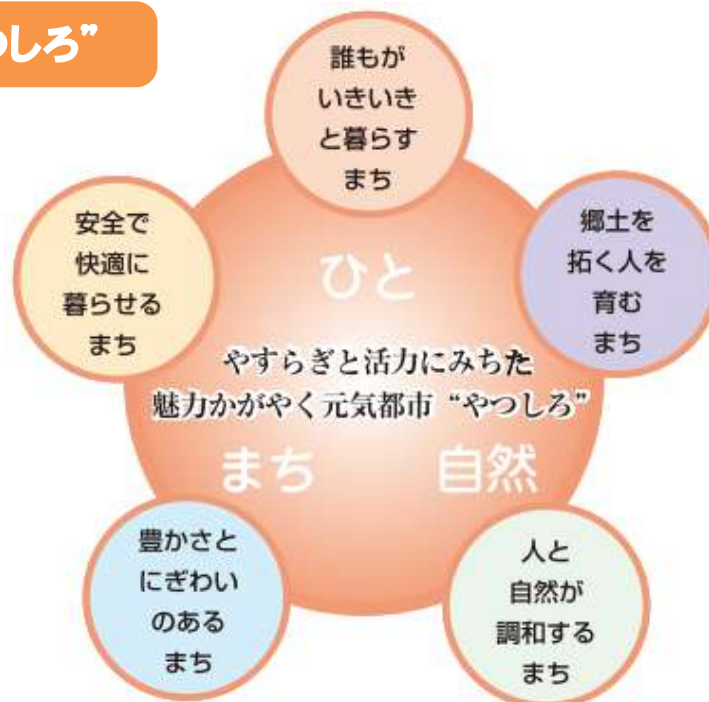 つしろ”
誰もが
いきいき
と暮らす
まち
安全で
快適に
暮らせる
まち
郷土を
拓く人を
育む
まち
ひと
やすらぎと活力にみちた
魅力かがやく元気都市“やつしろ”
まち
自然
豊かさと
にぎわい
のある
まち
人と
自然が
調和する
まち